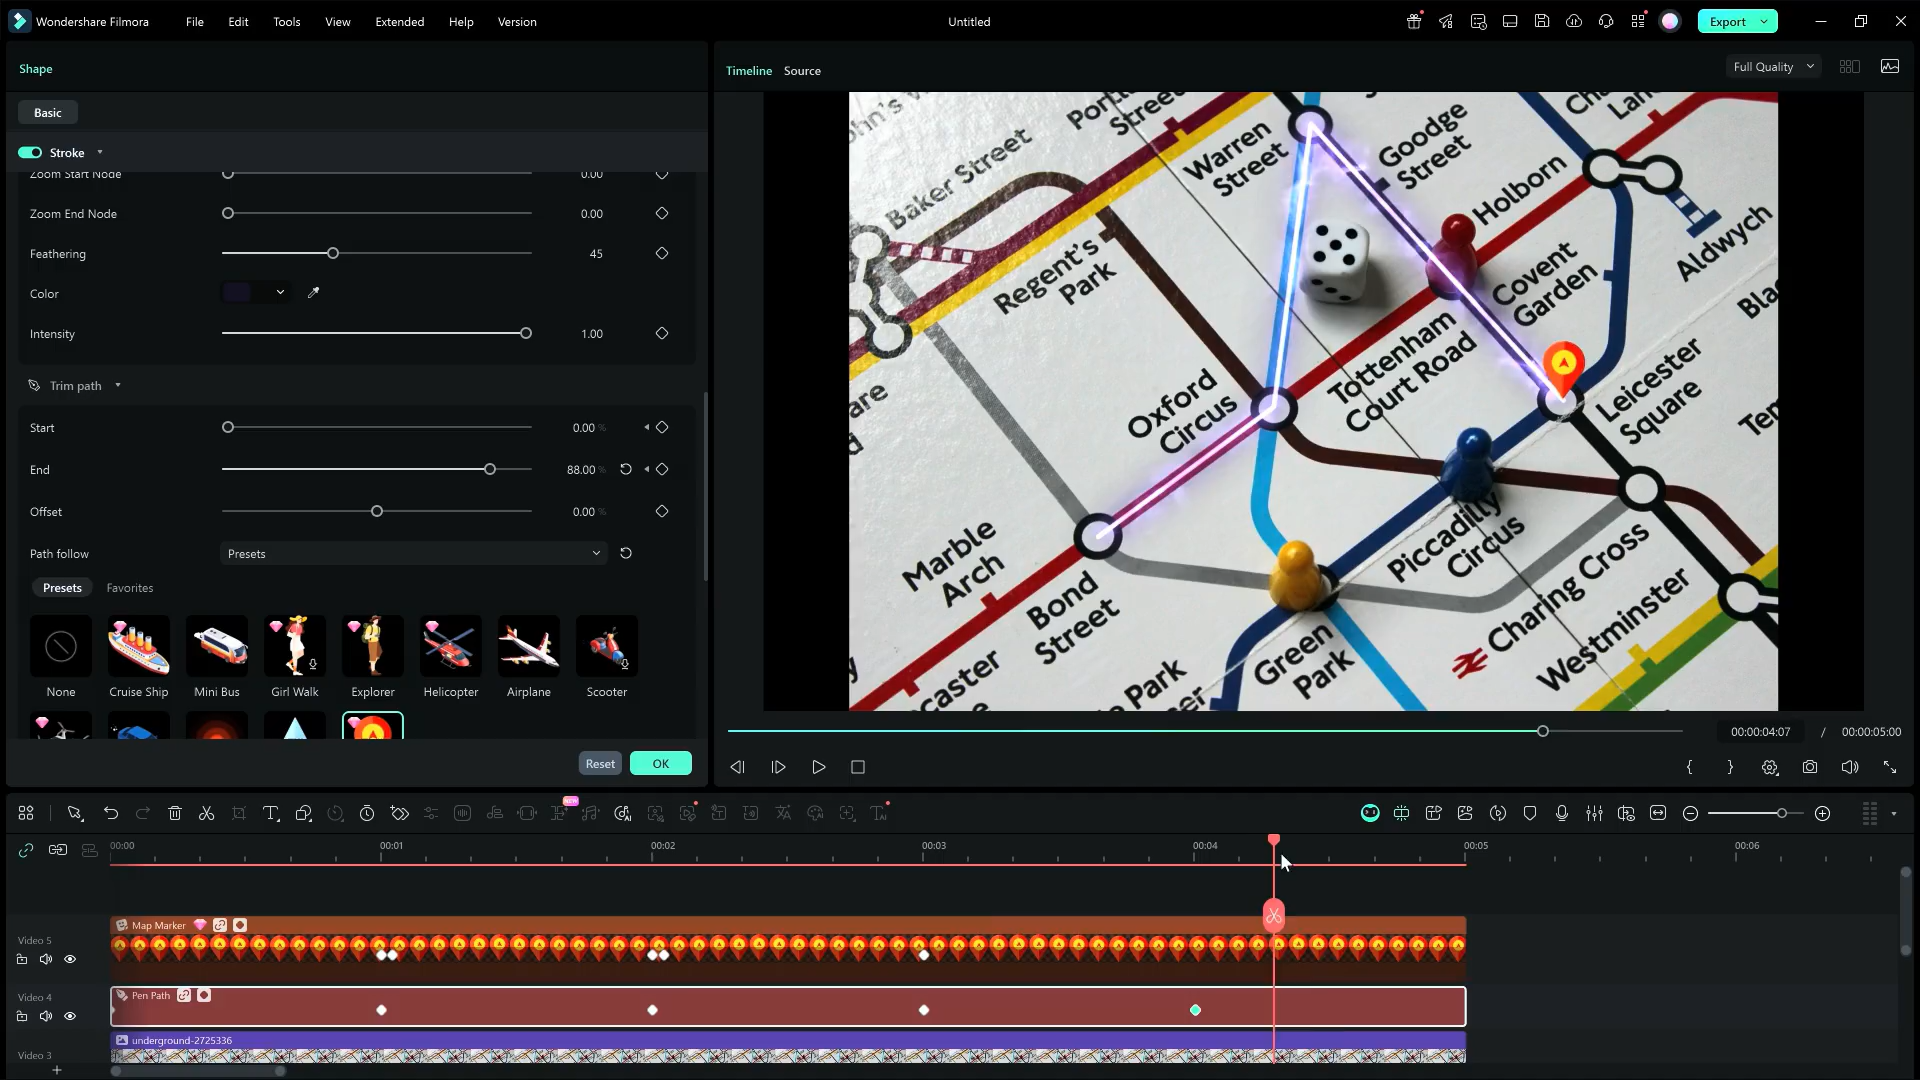 Wondershare Filmora
File
Edit
Tools
View
Extended
Help
Version
Untitled
Export
Shape
Basic
Stroke
Zoom Start Node
0.00
Zoom End Node
0.00
Feathering
45
Color
Intensity
1.00
Trim path
Start
0.00 %
End
88.00 %
Offset
0.00 %
Path follow
Presets
Presets
Favorites
None
Cruise Ship
Mini Bus
Girl Walk
Explorer
Helicopter
Airplane
Scooter
Reset
OK
Timeline
Source
Full Quality
Baker Street
Street
Warren
Street
Goodge
Street
Holborn
Aldwych
Regent's
Park
Covent
Garden
Tottenham
Court Road
Oxford
Circus
Leicester
Square
Marble
Arch
Bond
Street
Piccadilly
Circus
Charing Cross
Westminster
Green
Park
Park
00:00:04:07
/
00:00:05:00
NEW
00:00
00:01
00:02
00:03
00:04
00:05
00:06
Video 5
Map Marker
Video 4
Pen Path
Video 3
underground-2725336